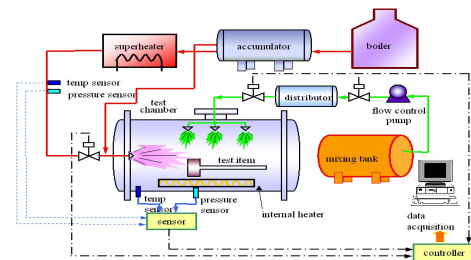 superheater
accumulator
boiler
temp sensor
pressure sensor
test
chamber
distributor
flow control
pump
test item
mixing tank
temp
sensor
pressure
sensor
internal heater
sensor
data
acquisition
controller